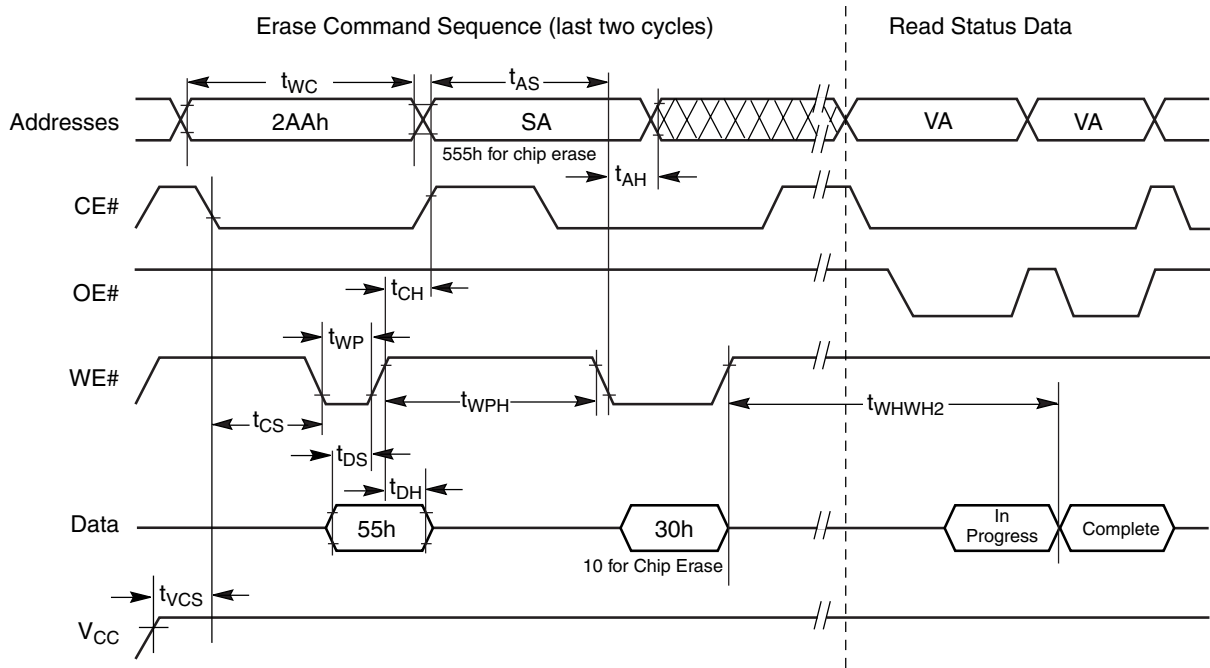 Erase Command Sequence (last two cycles)
Read Status Data
tWC
tAS
Addresses
2AAh
SA
VA
VA
555h for chip erase
tAH
CE#
OE#
tCH
tWP
WE#
tWPH
tWHWH2
tCS
tDS
tDH
Data
55h
30h
In
Progress
Complete
10 for Chip Erase
tVCS
VCC